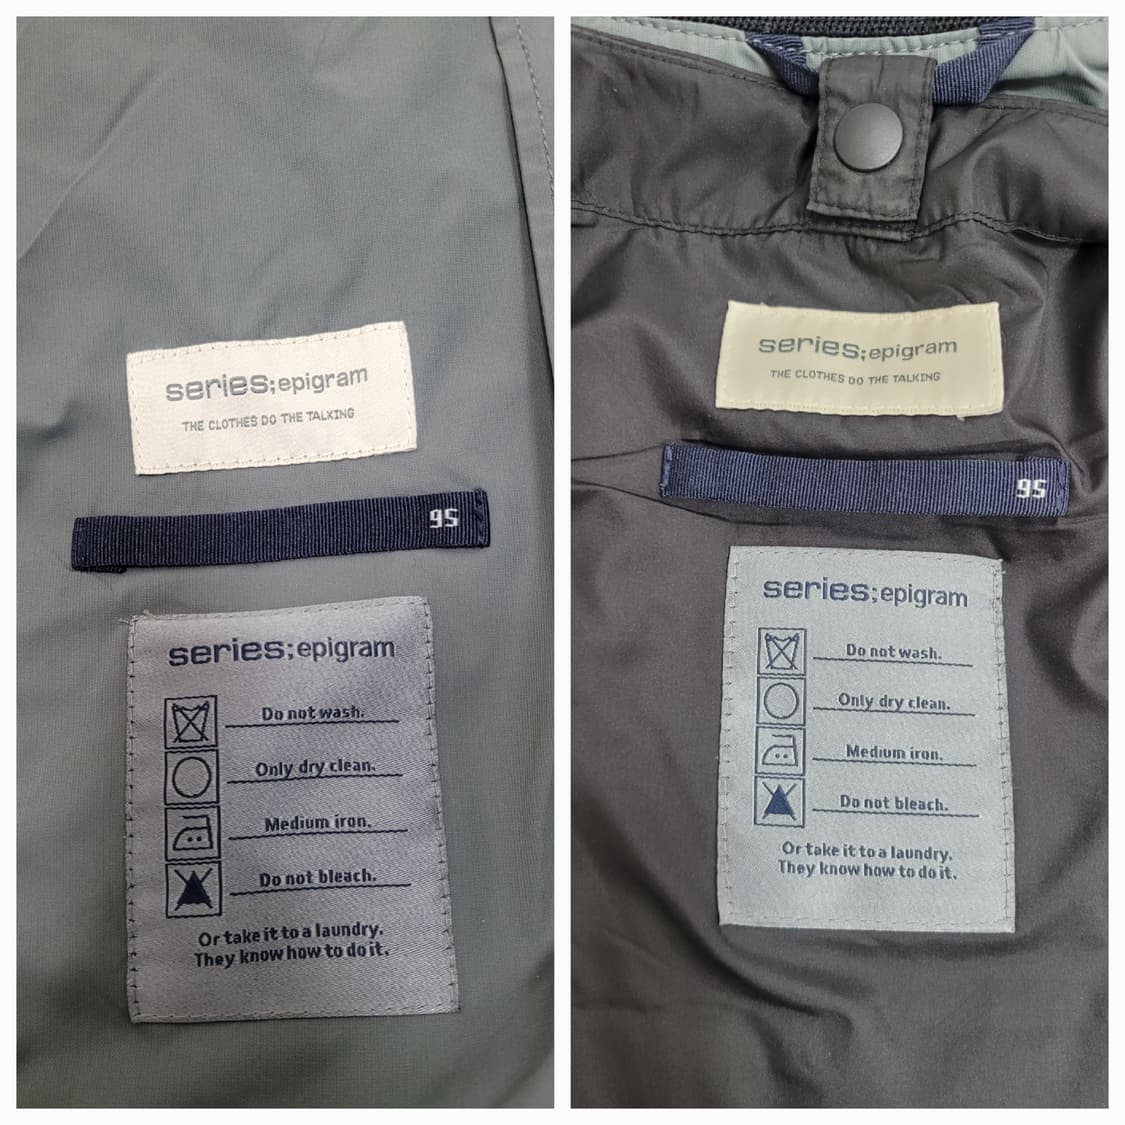 series;epigram
THE CLOTHES DO THE TALKING
95
series;epigram
Do not wash.
Only dry clean.
Medium iron.
Do not bleach.
Or take it to a laundry.
They know how to do it.
series;epigram
THE CLOTHES DO THE TALKING
95
series;epigram
Do not wash.
Only dry clean.
Medium iron.
Do not bleach.
Or take it to a laundry.
They know how to do it.